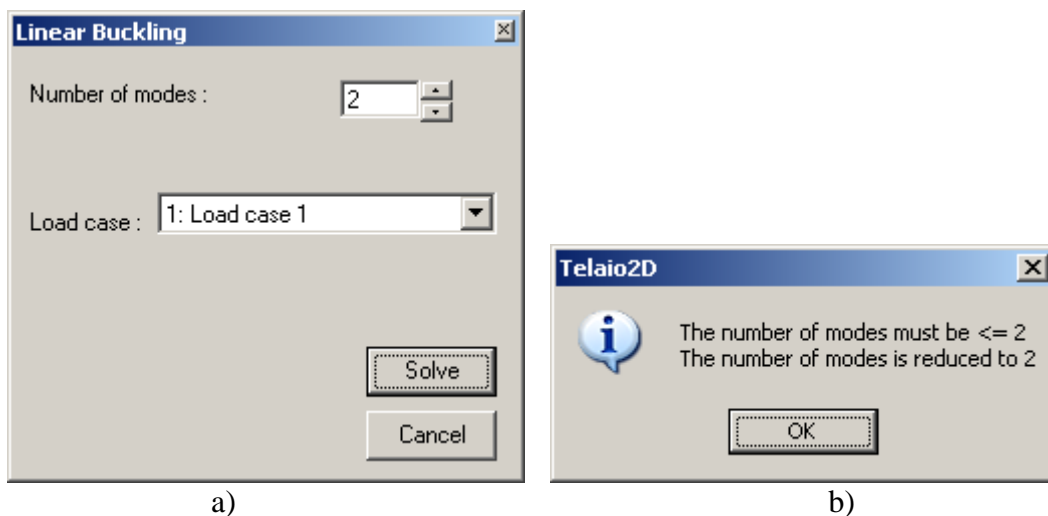 Linear Buckling
Number of modes :
2
Load case :
1: Load case 1
Solve
Cancel
a)
Telaio2D
The number of modes must be <= 2
The number of modes is reduced to 2
OK
b)